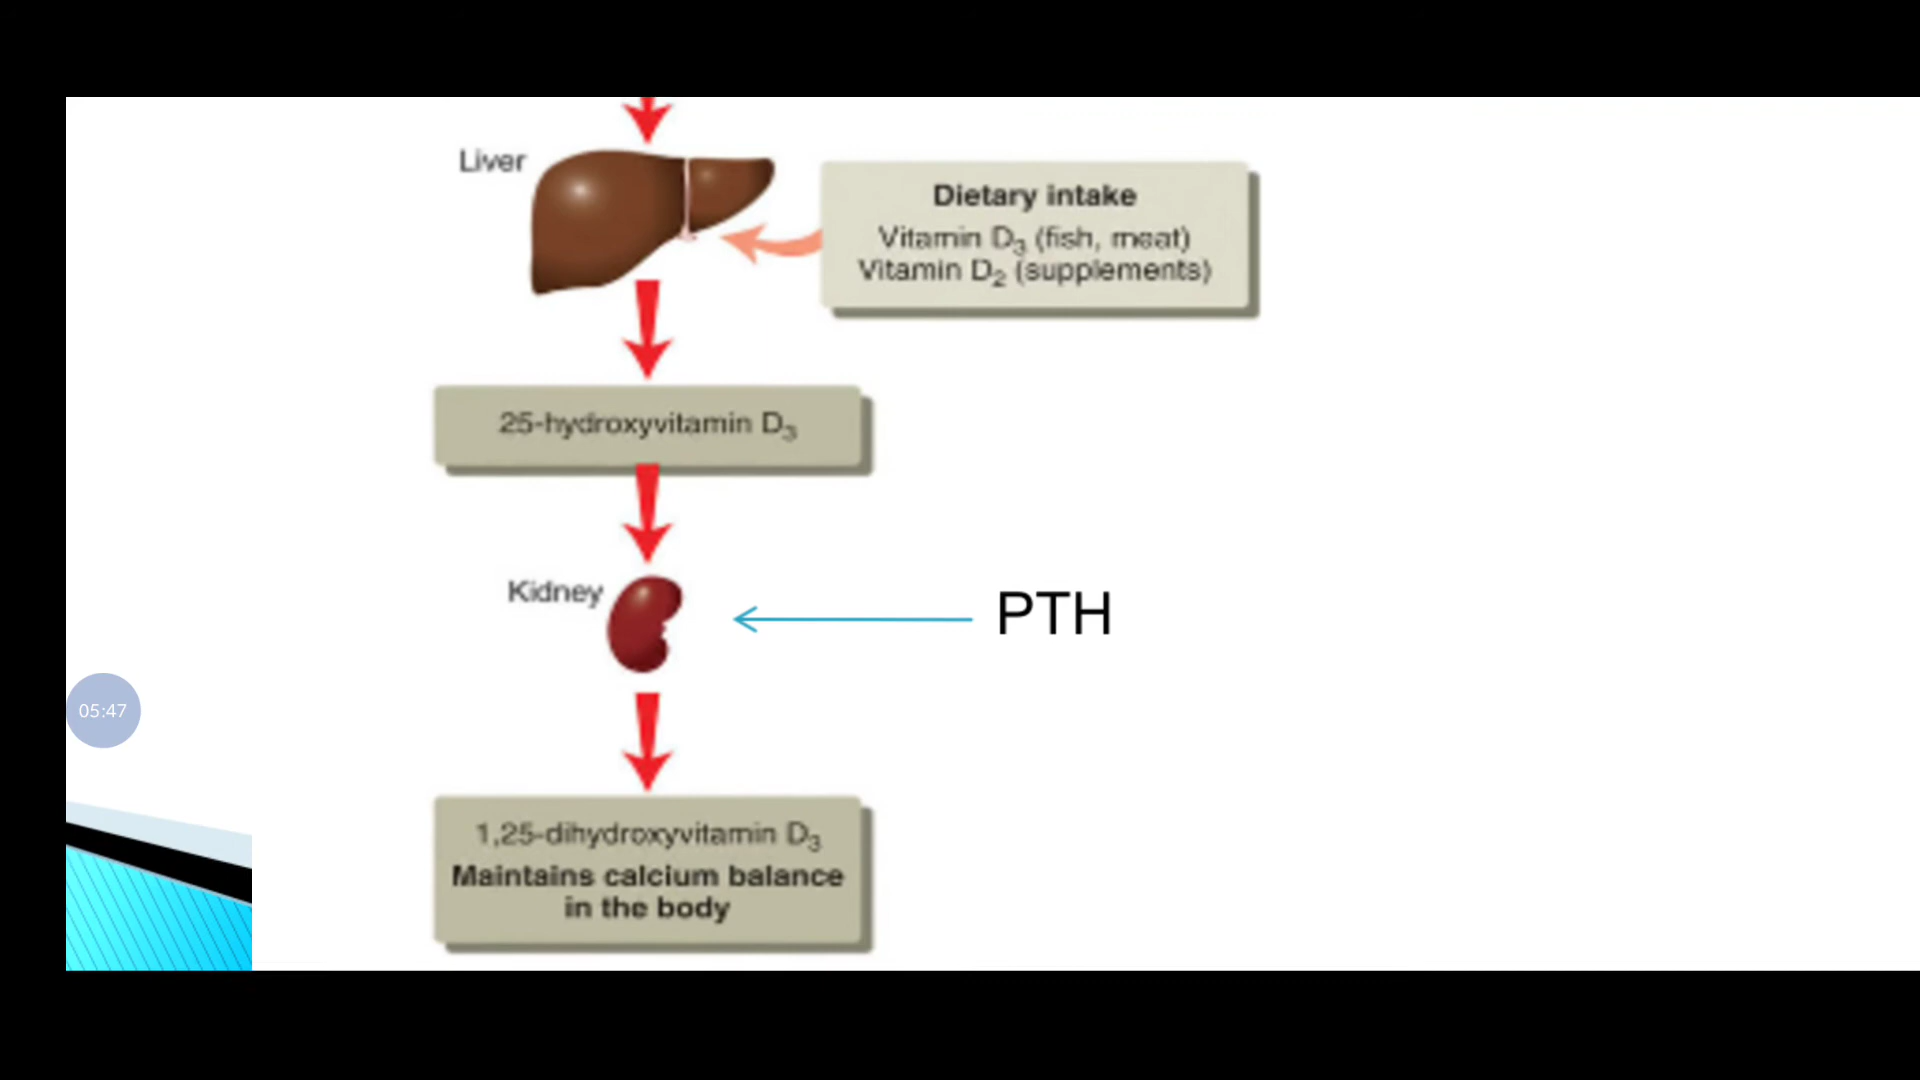 Liver
Dietary intake
Vitamin D₃ (fish, meat)
Vitamin D₂ (supplements)
25-hydroxyvitamin D₃
Kidney
PTH
05:47
1,25-dihydroxyvitamin D₃
Maintains calcium balance
in the body